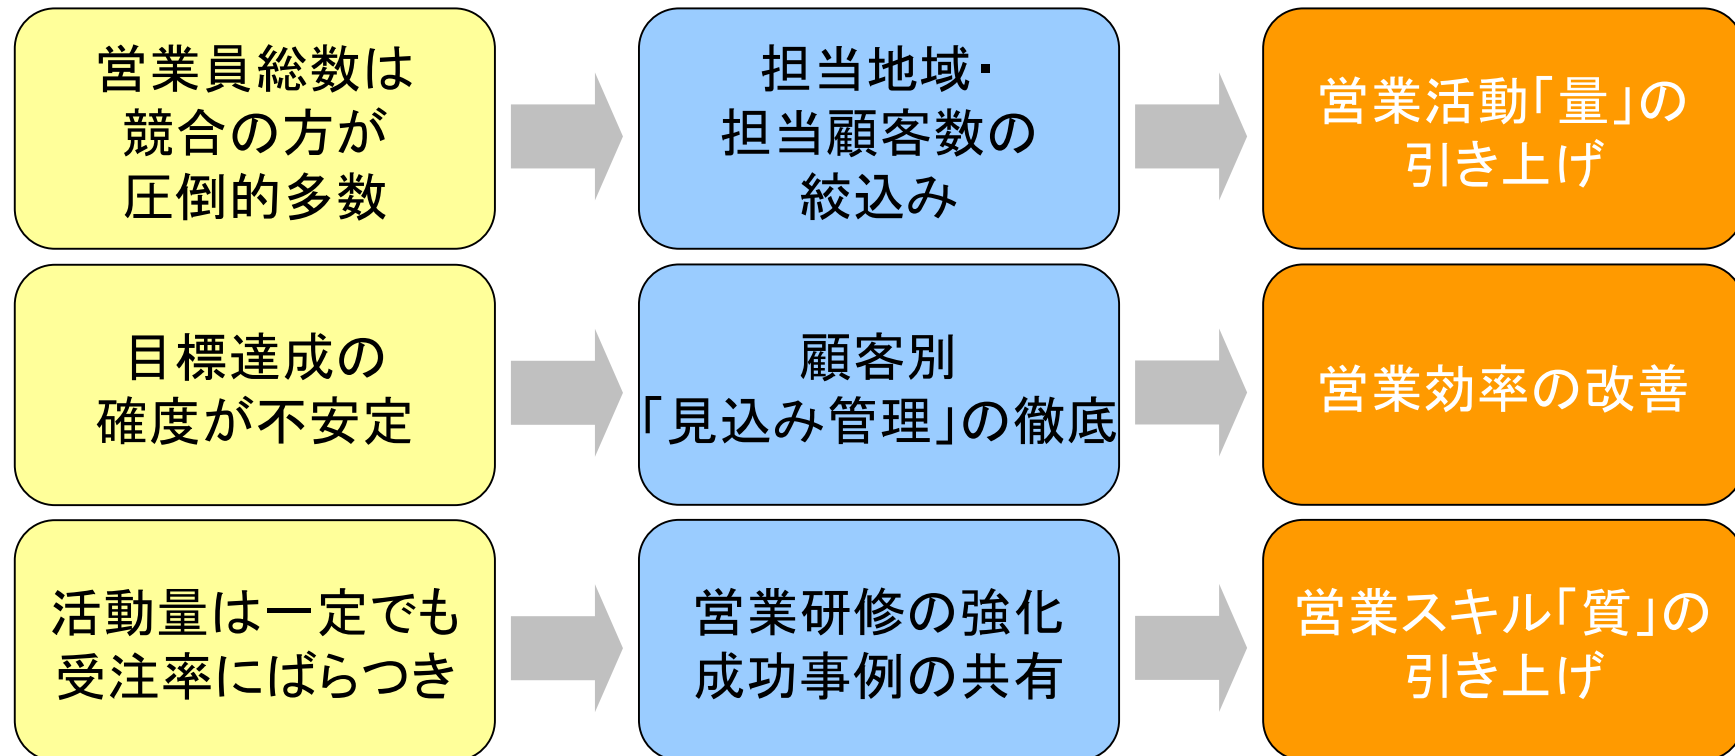 営業員総数は
競合の方が
圧倒的多数
担当地域・
担当顧客数の
絞込み
営業活動「量」の
引き上げ
目標達成の
確度が不安定
顧客別
「見込み管理」の徹底
営業効率の改善
活動量は一定でも
受注率にばらつき
営業研修の強化
成功事例の共有
営業スキル「質」の
引き上げ